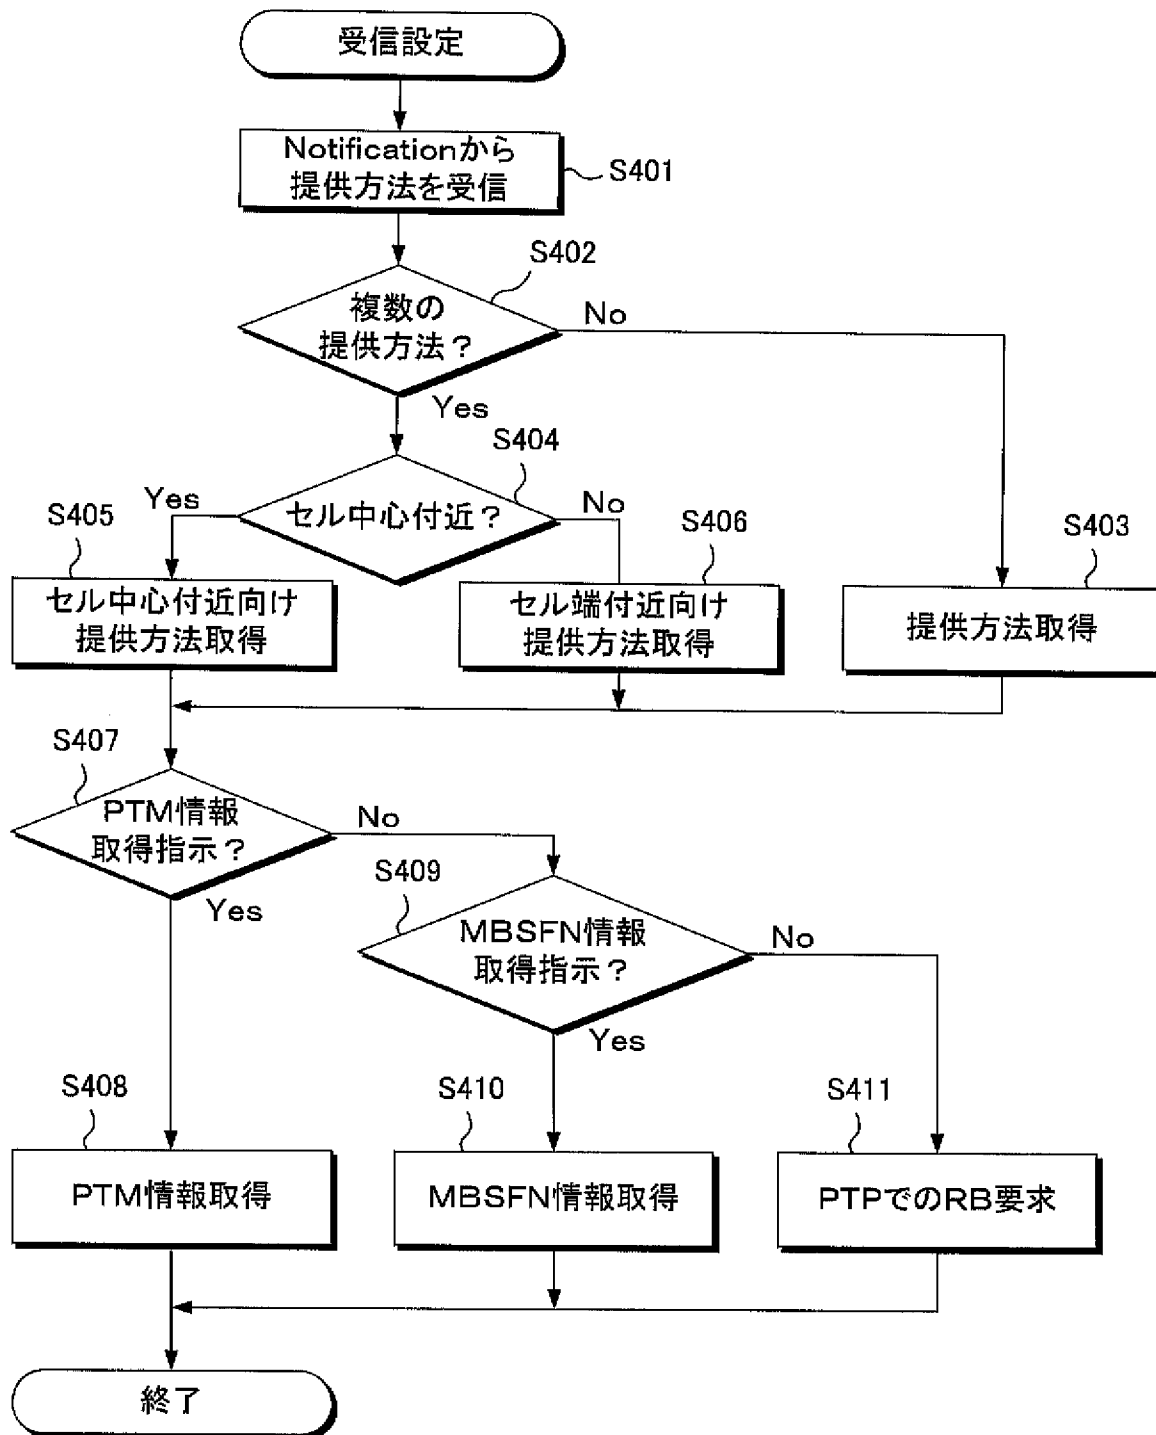 受信設定
Notificationから
提供方法を受信
S401
S402
複数の
提供方法？
No
Yes
S404
セル中心付近？
Yes
No
S405
S406
S403
セル中心付近向け
提供方法取得
セル端付近向け
提供方法取得
提供方法取得
S407
PTM情報
取得指示？
No
Yes
S409
MBSFN情報
取得指示？
No
Yes
S408
S410
S411
PTM情報取得
MBSFN情報取得
PTPでのRB要求
終了